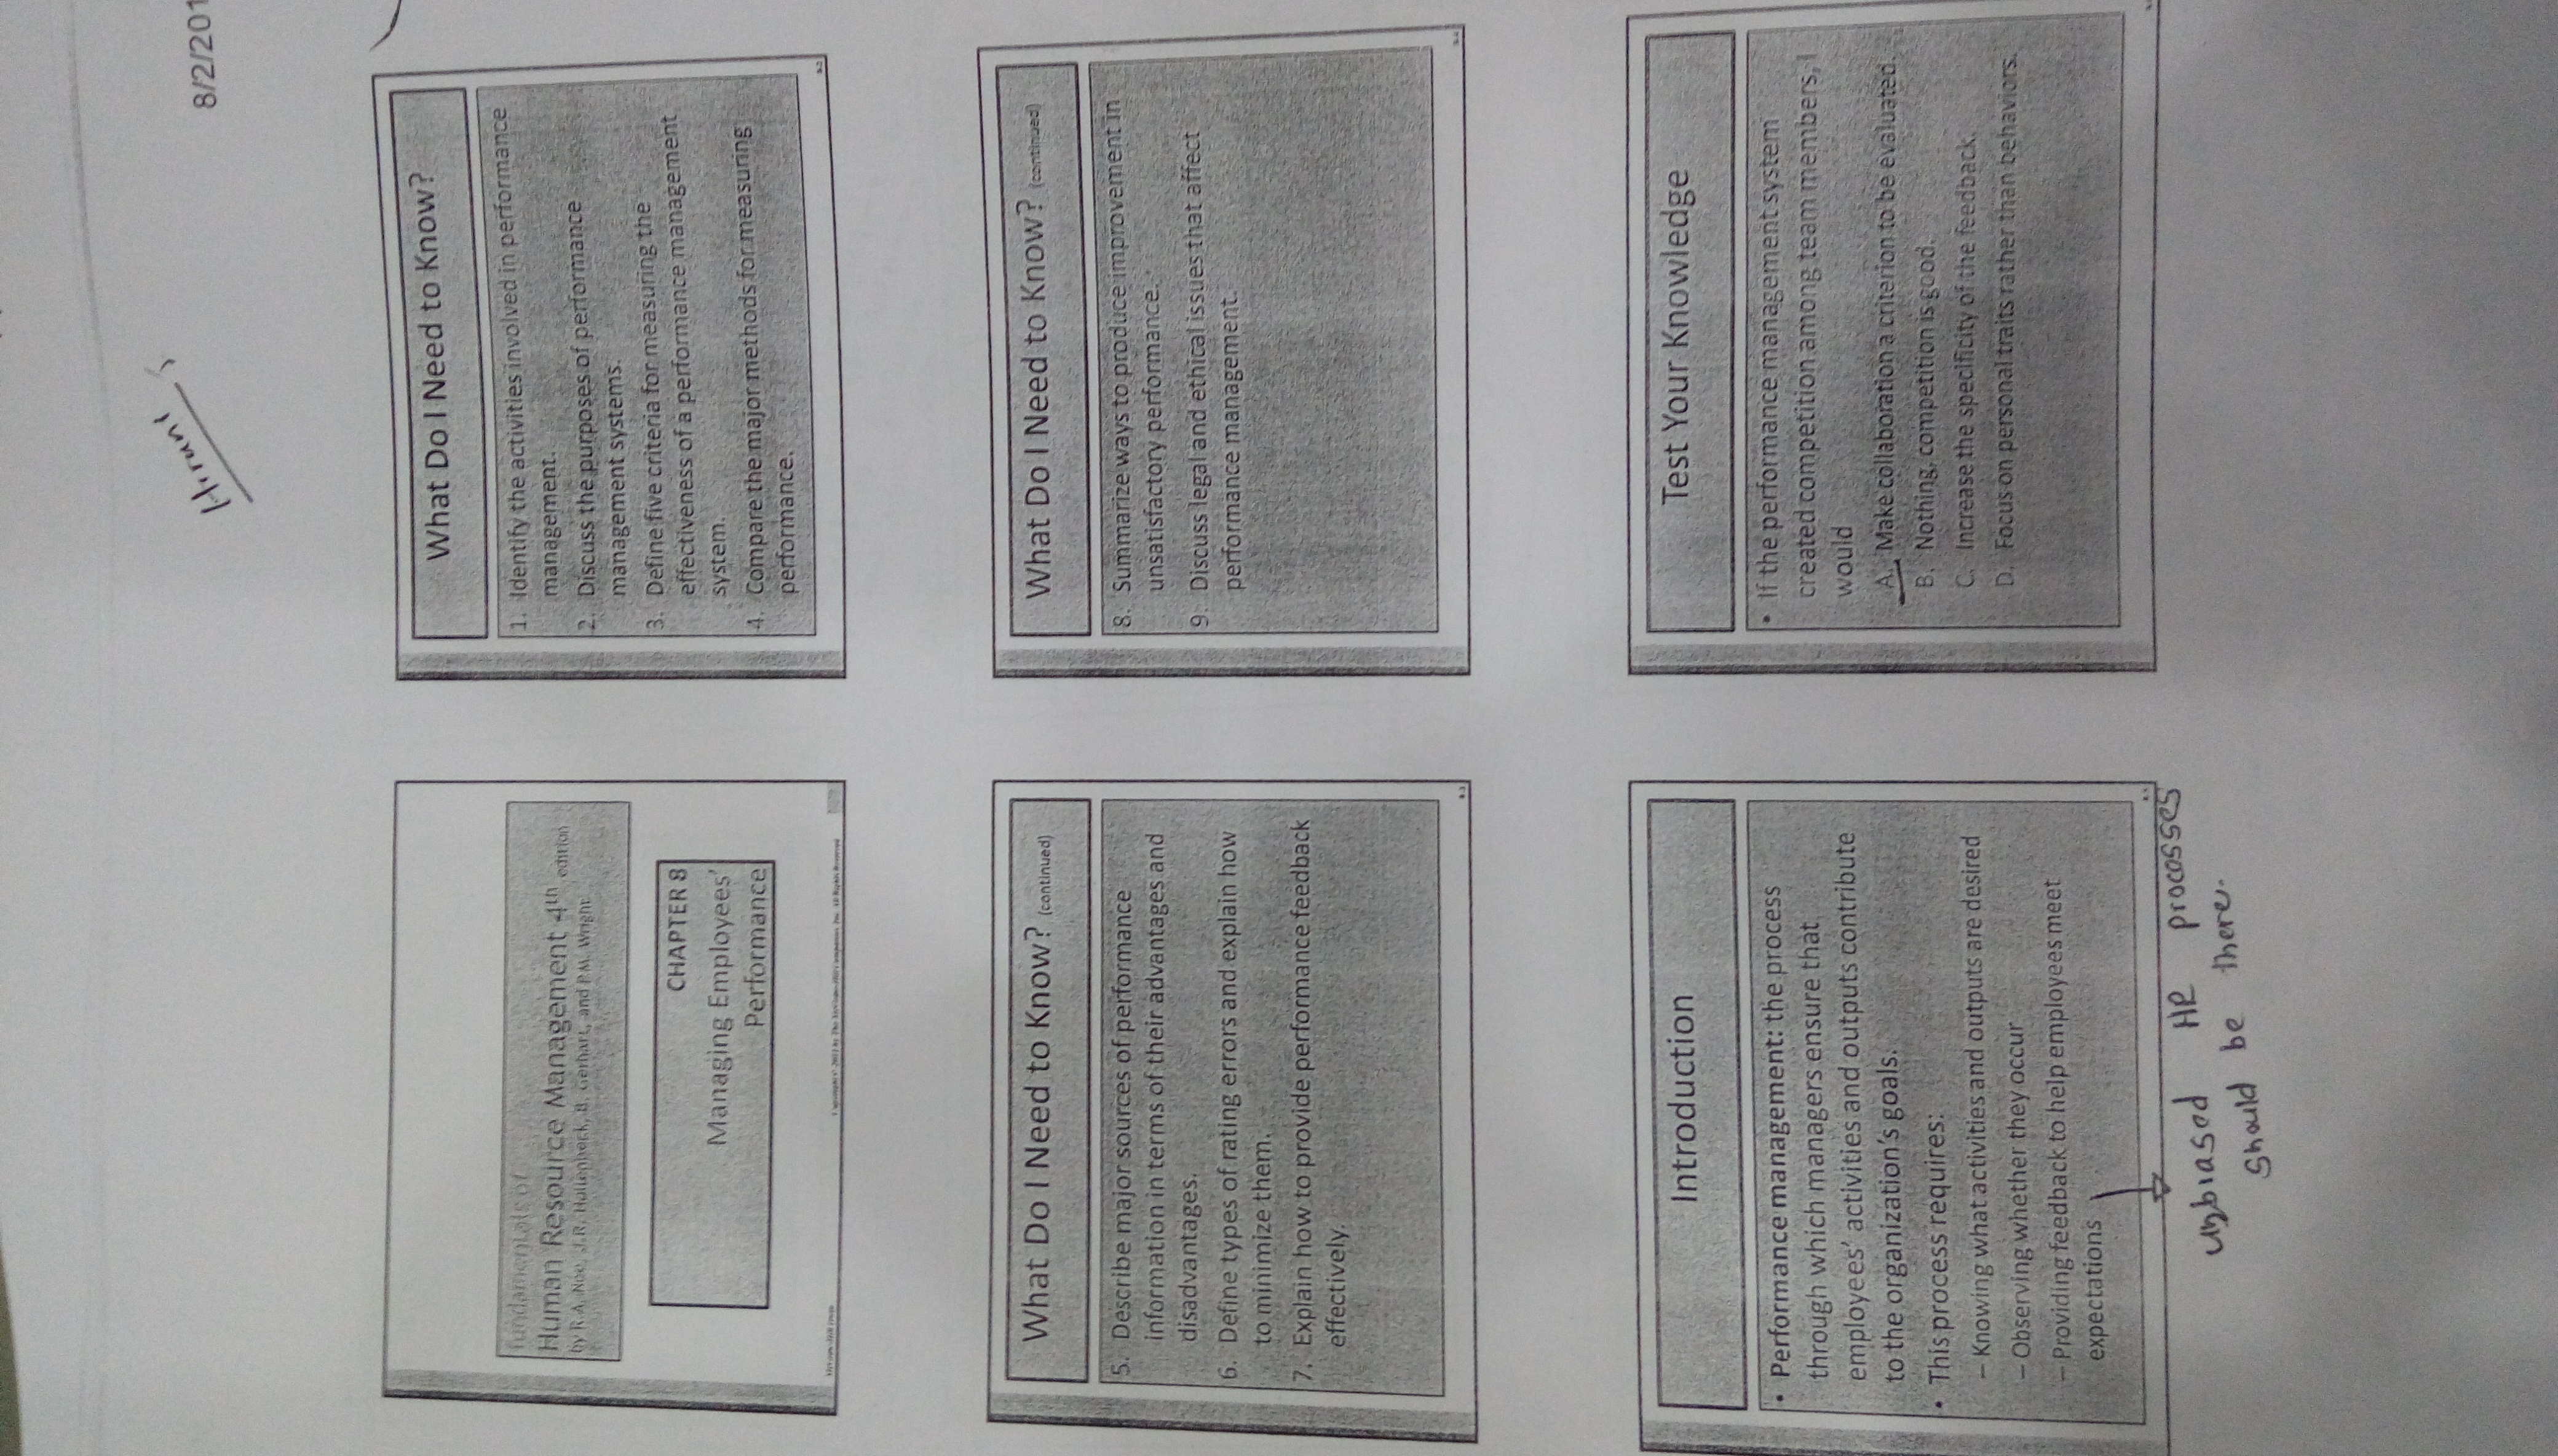 8/2/201
CHAPTER 8
Managing Employees'
Performance
Human Resource Management 4th edition
by R.A. Noe, J.R. Hollenbeck, B. Gerhart, and P.M. Wright
What Do I Need to Know?
1. Identify the activities involved in performance
management.
2. Discuss the purposes of performance
management systems.
3. Define five criteria for measuring the
effectiveness of a performance management
system.
4. Compare the major methods for measuring
performance.
What Do I Need to Know? (continued)
5. Describe major sources of performance
information in terms of their advantages and
disadvantages.
6. Define types of rating errors and explain how
to minimize them.
7. Explain how to provide performance feedback
effectively.
What Do I Need to Know? (continued)
8. Summarize ways to produce improvement in
unsatisfactory performance.
9. Discuss legal and ethical issues that affect
performance management.
Introduction
• Performance management: the process
through which managers ensure that
employees' activities and outputs contribute
to the organization's goals.
• This process requires:
– Knowing what activities and outputs are desired
– Observing whether they occur
– Providing feedback to help employees meet
expectations
unbiased HR processes
should be there.
Test Your Knowledge
• If the performance management system
created competition among team members, I
would
A. Make collaboration a criterion to be evaluated.
B. Nothing, competition is good.
C. Increase the specificity of the feedback.
D. Focus on personal traits rather than behaviors.